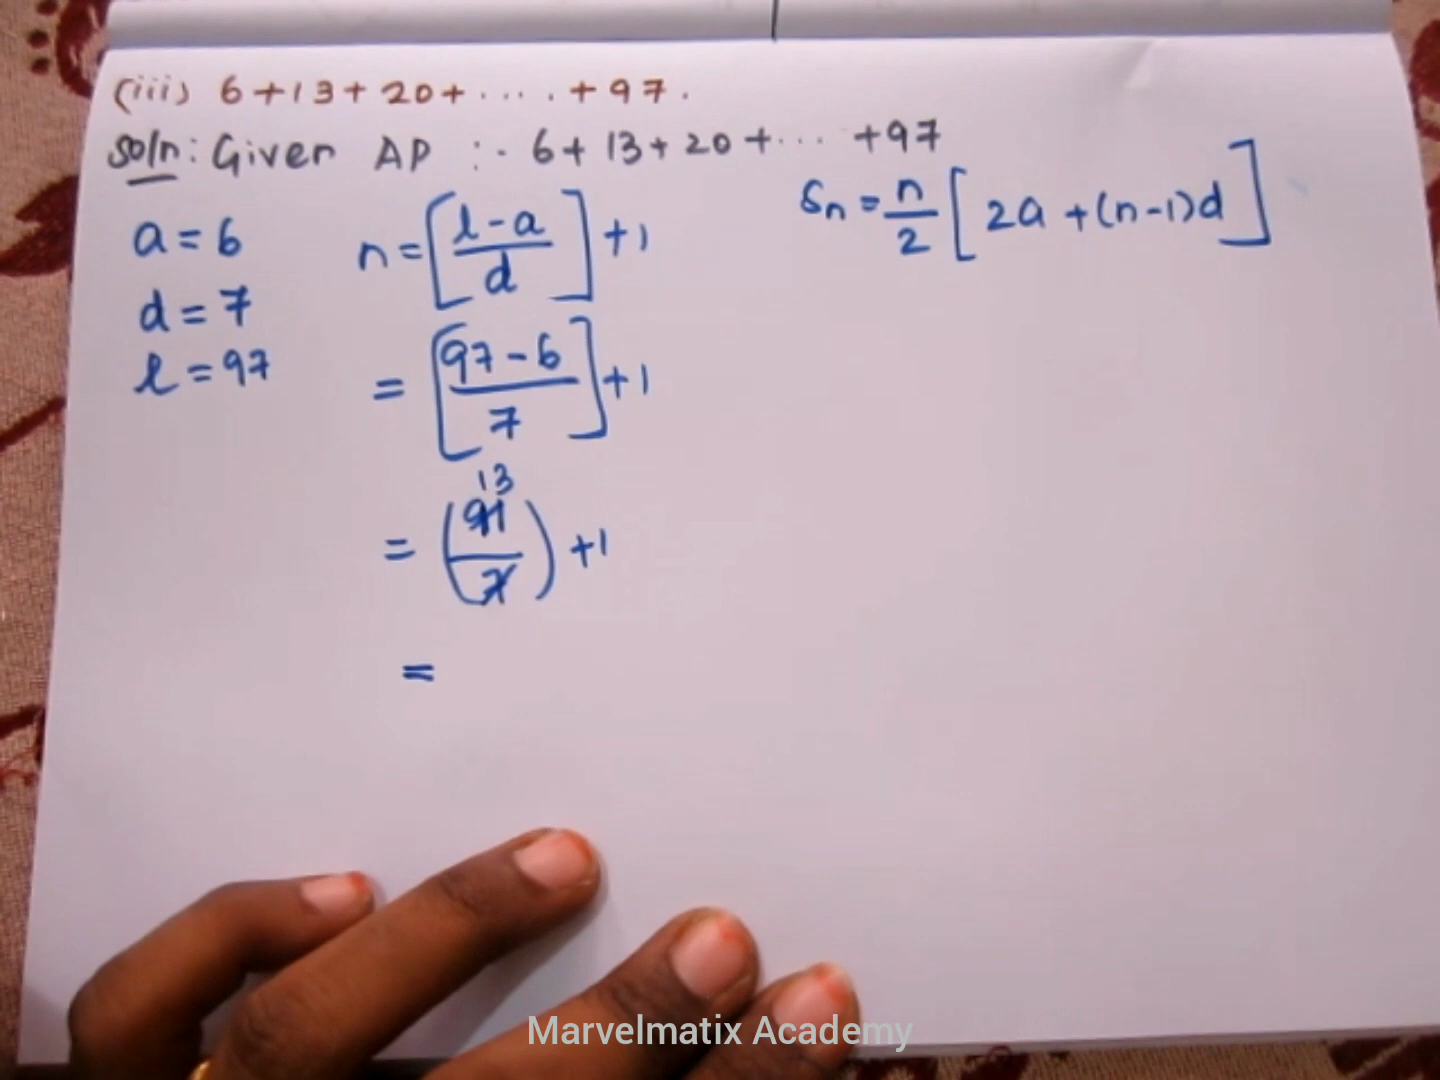 (iii) 6+13+20+.....+97.
Soln: Given AP :- 6+13+20+... +97
a=6
d=7
l=97
n=[l-a/d]+1
=[97-6/7]+1
13
=(91/7)+1
=
Sn=n/2[2a+(n-1)d]
Marvelmatix Academy